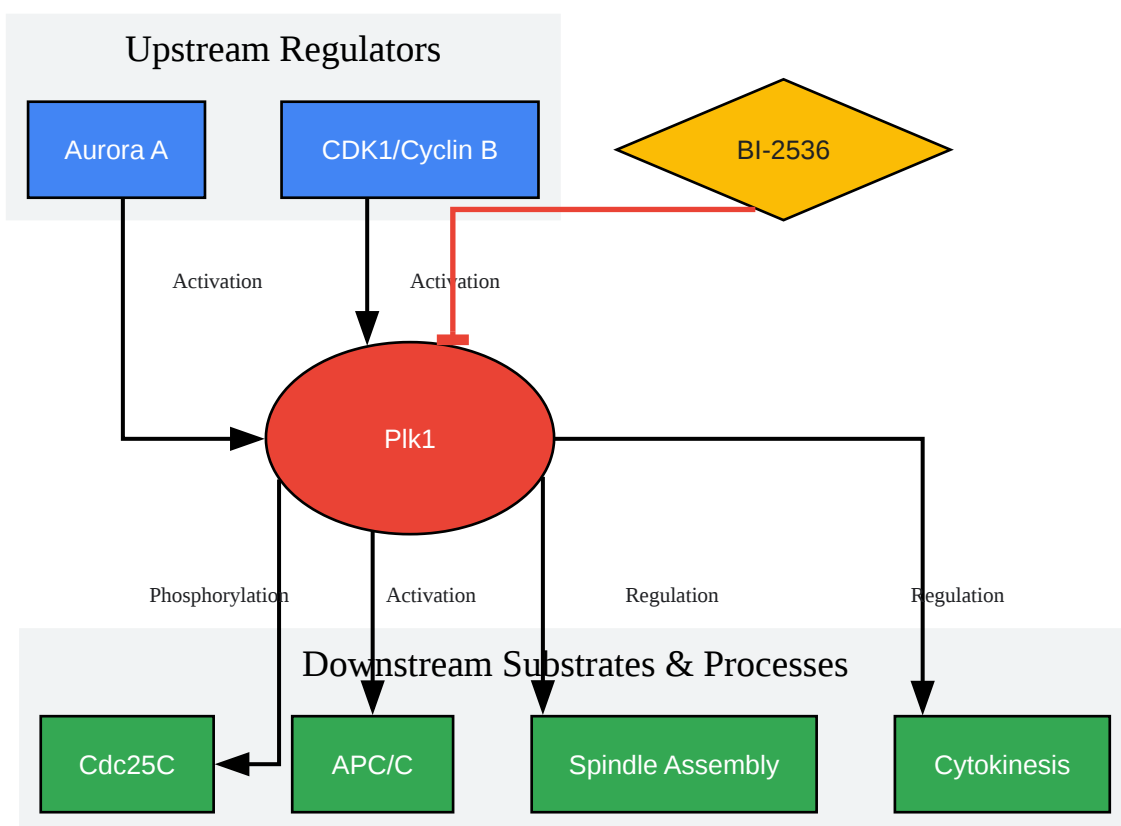 Upstream Regulators
Aurora A
CDK1/Cyclin B
BI-2536
Activation
Activation
Plk1
Phosphorylation
Activation
Regulation
Regulation
Downstream Substrates & Processes
Cdc25C
APC/C
Spindle Assembly
Cytokinesis